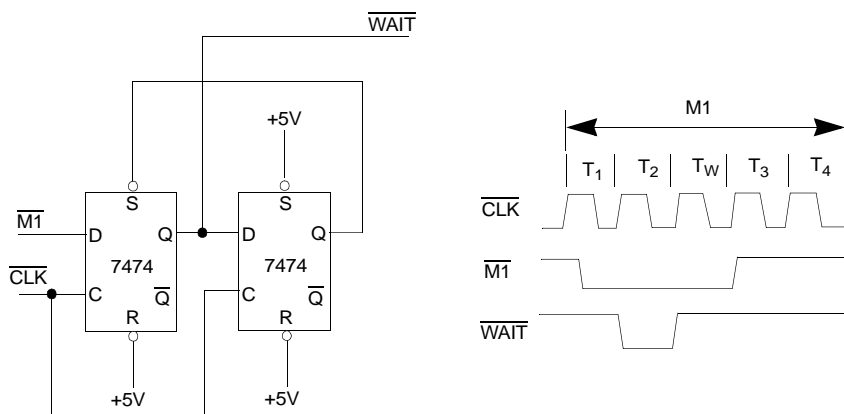 WAIT
+5V
S
S
M1
D
Q
D
Q
7474
7474
CLK
C
Q
C
Q
R
R
+5V
+5V
M1
T1
T2
TW
T3
T4
CLK
M1
WAIT